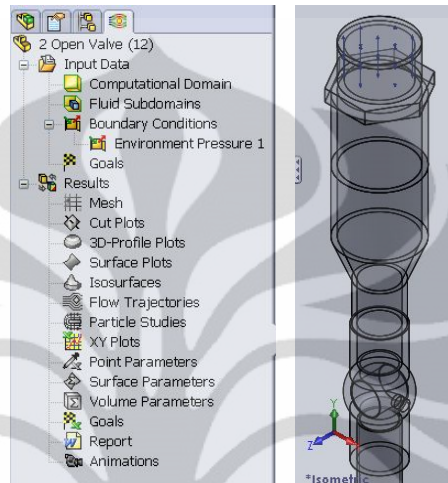 2 Open Valve (12)
Input Data
Computational Domain
Fluid Subdomains
Boundary Conditions
Environment Pressure 1
Goals
Results
Mesh
Cut Plots
3D-Profile Plots
Surface Plots
Isosurfaces
Flow Trajectories
Particle Studies
XY Plots
Point Parameters
Surface Parameters
Volume Parameters
Goals
Report
Animations
Y
Z
*Isometric